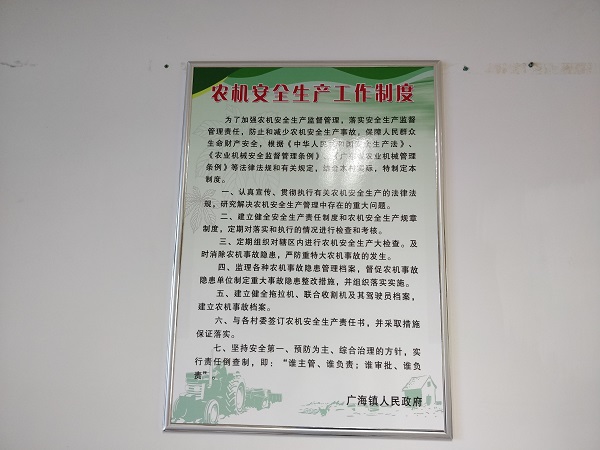 农机安全生产工作制度
为了加强农机安全生产监督管理，落实安全生产监督
管理责任，防止和减少农机安全生产事故，保障人民群众
生命财产安全，根据《中华人民共和国安全生产法》、
《农业机械安全监督管理条例》、《广东省农业机械管理
条例》等法律法规和有关规定，结合本村实际，特制定本
制度。
一、认真宣传、贯彻执行有关农机安全生产的法律法
规，研究解决农机安全生产管理中存在的重大问题。
二、建立健全安全生产责任制度和农机安全生产规章
制度，定期对落实和执行的情况进行检查和考核。
三、定期组织对辖区内进行农机安全生产大检查。及
时消除农机事故隐患，严防重特大农机事故的发生。
四、监理各种农机事故隐患管理档案，督促农机事故
隐患单位制定重大事故隐患整改措施，并组织落实实施。
五、建立健全拖拉机、联合收割机及其驾驶员档案，
建立农机事故档案。
六、与各村委签订农机安全生产责任书，并采取措施
保证落实。
七、坚持安全第一、预防为主、综合治理的方针，实
行责任倒查制，即：“谁主管、谁负责；谁审批、谁负
责”。
广海镇人民政府